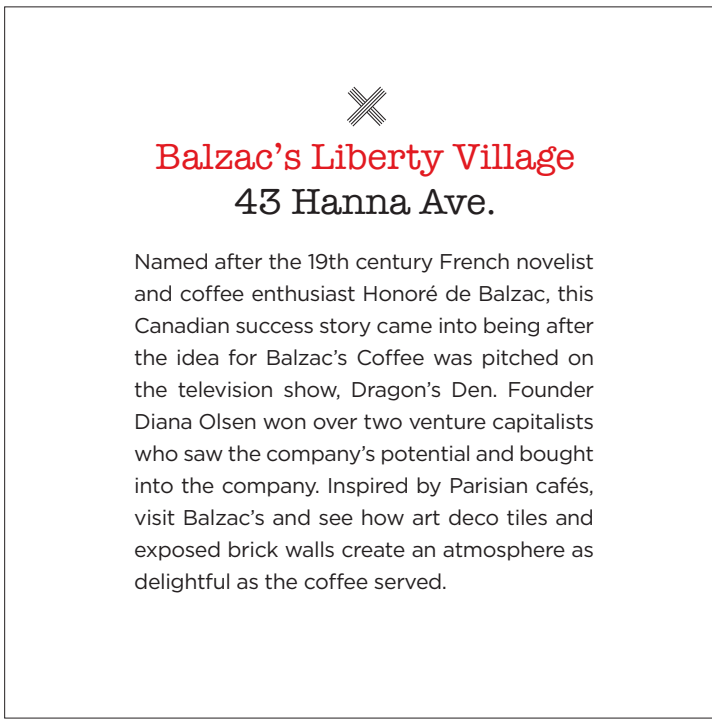 Balzac’s Liberty Village
43 Hanna Ave.
Named after the 19th century French novelist
and coffee enthusiast Honoré de Balzac, this
Canadian success story came into being after
the idea for Balzac’s Coffee was pitched on
the television show, Dragon’s Den. Founder
Diana Olsen won over two venture capitalists
who saw the company’s potential and bought
into the company. Inspired by Parisian cafés,
visit Balzac’s and see how art deco tiles and
exposed brick walls create an atmosphere as
delightful as the coffee served.